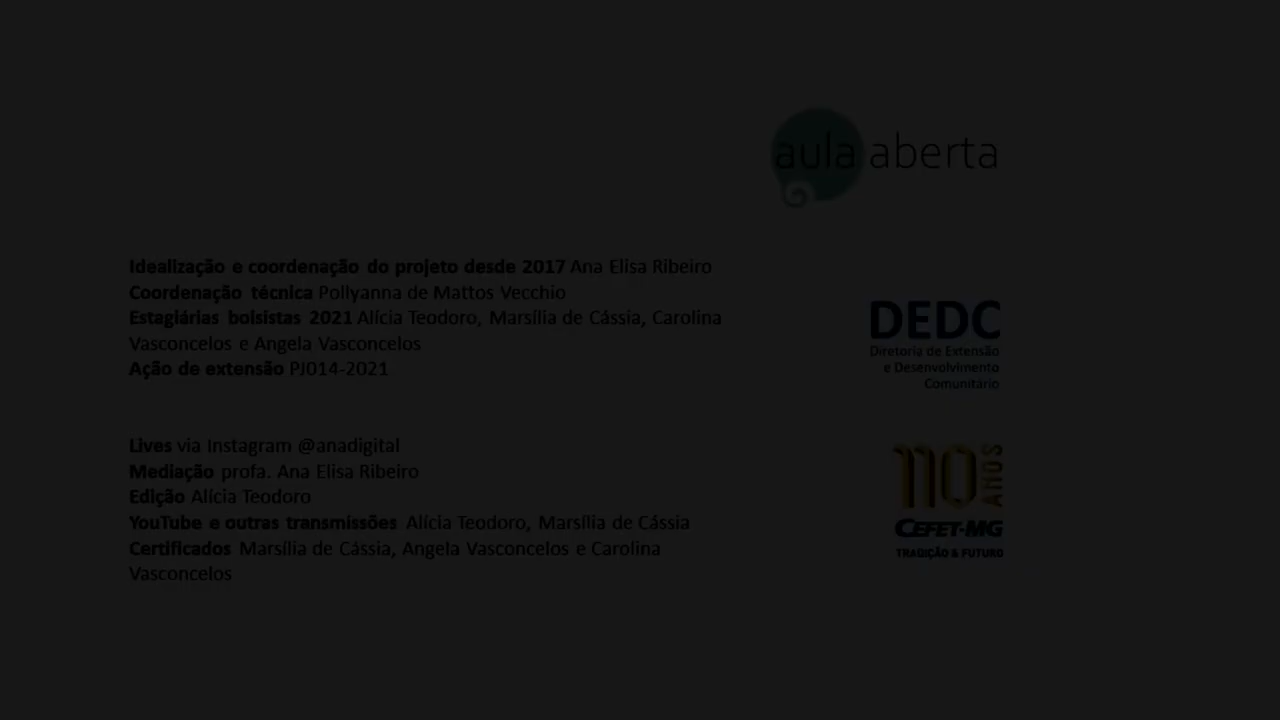 aula aberta
Idealização e coordenação do projeto desde 2017 Ana Elisa Ribeiro
Coordenação técnica Pollyanna de Mattos Vecchio
Estagiárias bolsistas 2021 Alícia Teodoro, Marsília de Cássia, Carolina
Vasconcelos e Angela Vasconcelos
Ação de extensão PJ014-2021
DEDC
Diretoria de Extensão
e Desenvolvimento
Comunitário
Lives via Instagram @anadigital
Mediação profa. Ana Elisa Ribeiro
Edição Alícia Teodoro
YouTube e outras transmissões Alícia Teodoro, Marsília de Cássia
Certificados Marsília de Cássia, Angela Vasconcelos e Carolina
Vasconcelos
110 ANOS
CEFET-MG
TRADIÇÃO & FUTURO